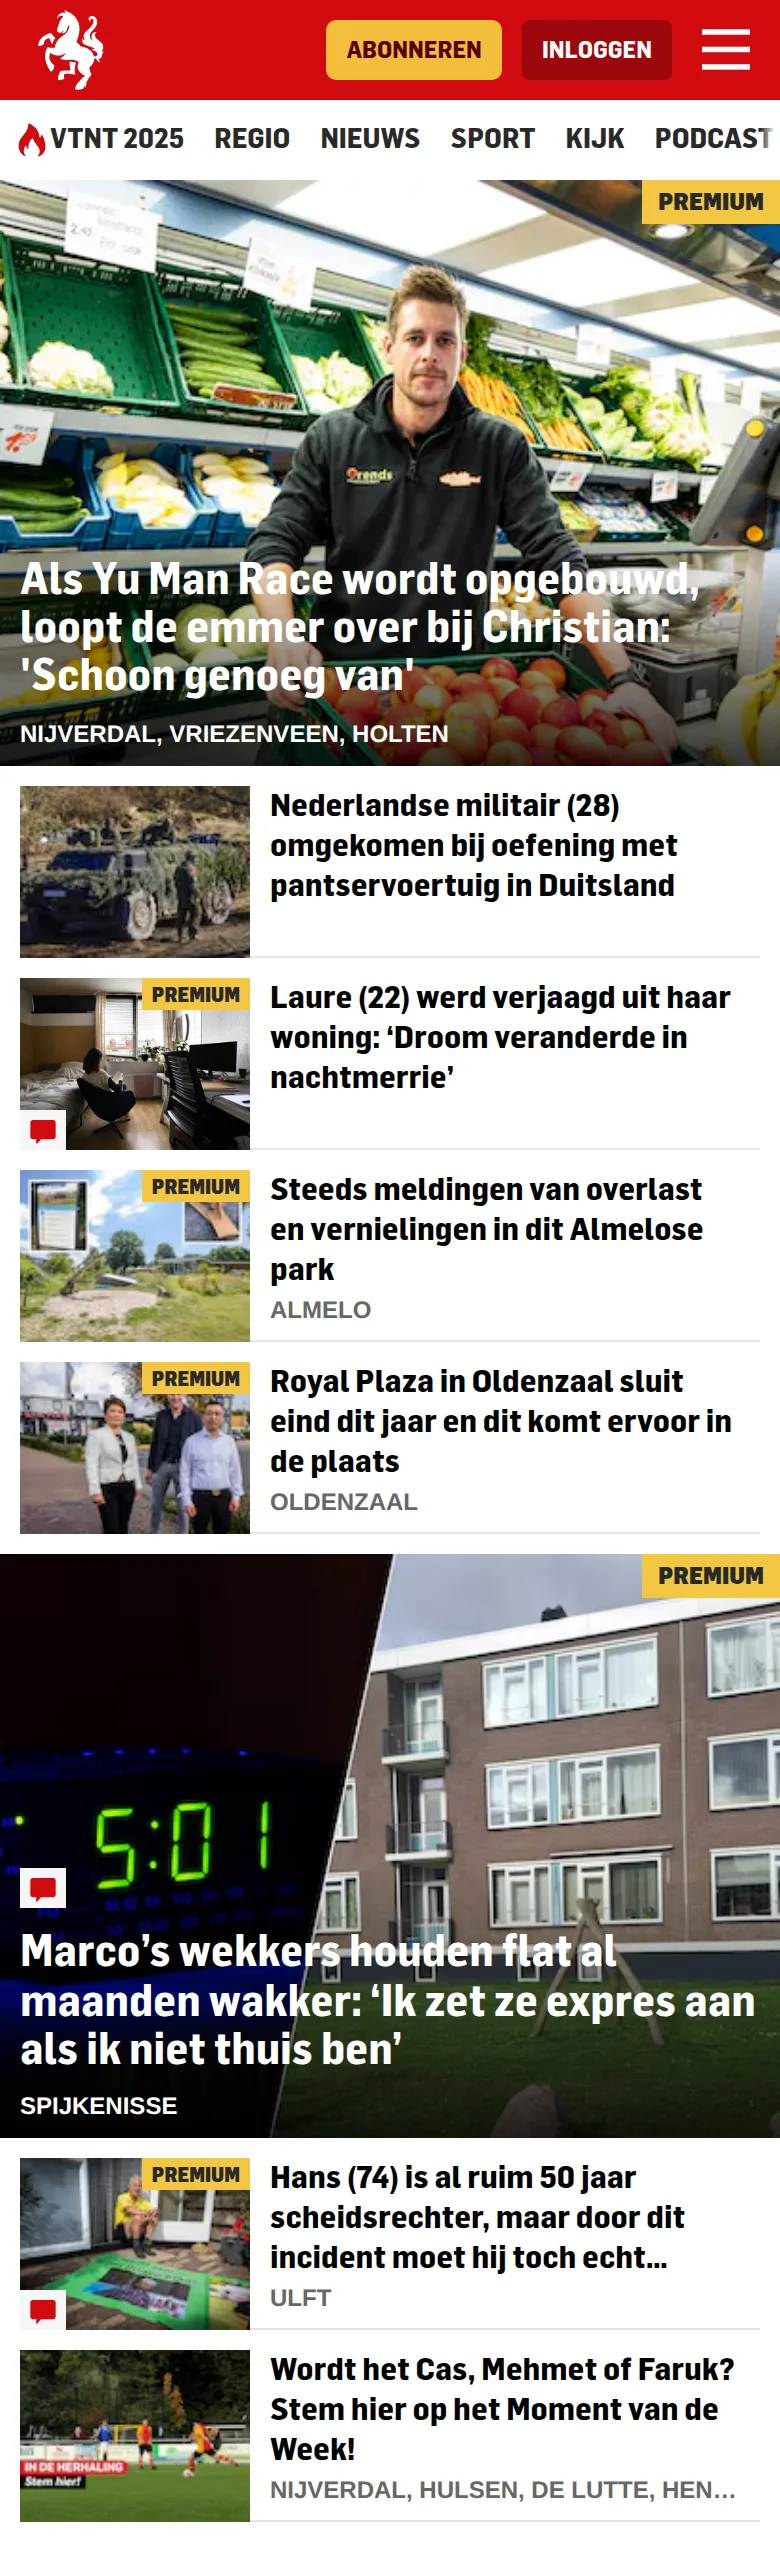 ABONNEREN
INLOGGEN
VTNT 2025 REGIO NIEUWS SPORT KIJK PODCAST
PREMIUM
Brends
Als Yu Man Race wordt opgebouwd,
loopt de emmer over bij Christian:
'Schoon genoeg van'
NIJVERDAL, VRIEZENVEEN, HOLTEN
Nederlandse militair (28)
omgekomen bij oefening met
pantservoertuig in Duitsland
PREMIUM
Laure (22) werd verjaagd uit haar
woning: ‘Droom veranderde in
nachtmerrie’
PREMIUM
Steeds meldingen van overlast
en vernielingen in dit Almelose
park
ALMELO
PREMIUM
Royal Plaza in Oldenzaal sluit
eind dit jaar en dit komt ervoor in
de plaats
OLDENZAAL
PREMIUM
5:01
Marco’s wekkers houden flat al
maanden wakker: ‘Ik zet ze expres aan
als ik niet thuis ben’
SPIJKENISSE
PREMIUM
Hans (74) is al ruim 50 jaar
scheidsrechter, maar door dit
incident moet hij toch echt...
ULFT
IN DE HERHALING
Stem hier!
Wordt het Cas, Mehmet of Faruk?
Stem hier op het Moment van de
Week!
NIJVERDAL, HULSEN, DE LUTTE, HEN...